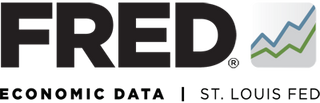 FRED®
ECONOMIC DATA | ST. LOUIS FED